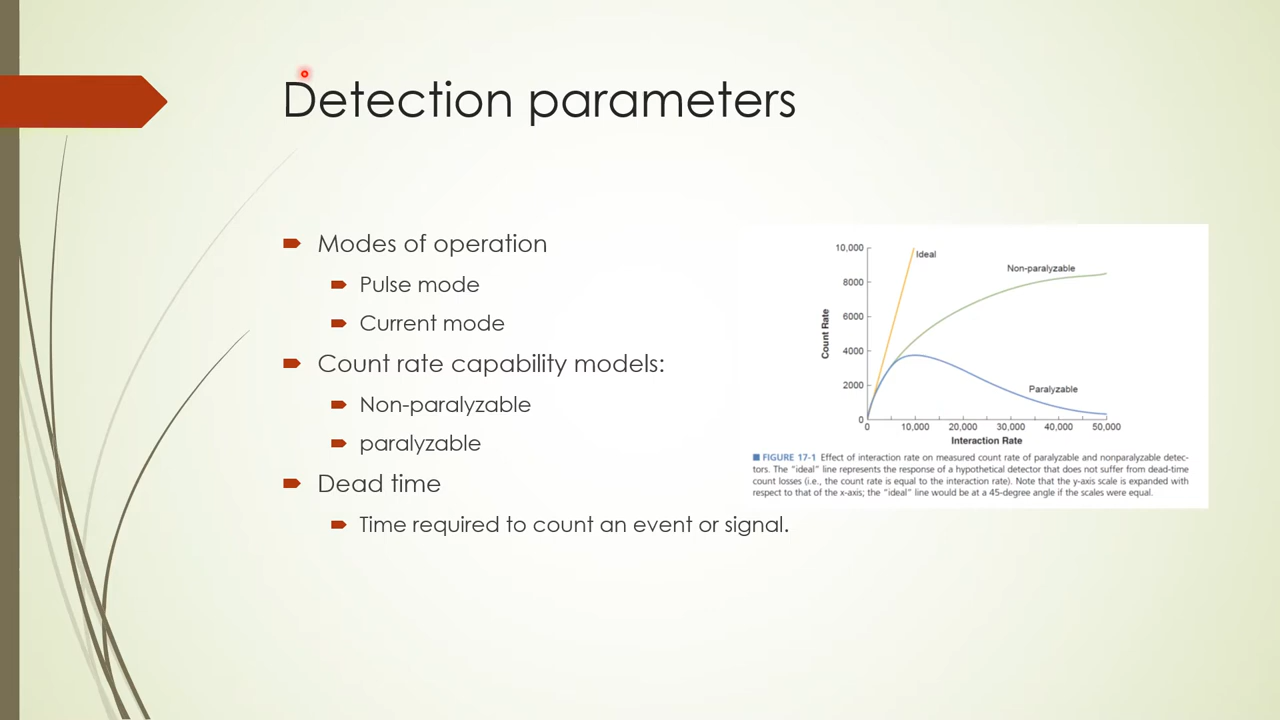 Detection parameters
Modes of operation
Pulse mode
Current mode
Count rate capability models:
Non-paralyzable
paralyzable
Dead time
Time required to count an event or signal.
10,000
8000
6000
4000
2000
0
Count Rate
Ideal
Non-paralyzable
Paralyzable
0 10,000 20,000 30,000 40,000 50,000
Interaction Rate
FIGURE 17-1 Effect of interaction rate on measured count rate of paralyzable and nonparalyzable detec-
tors. The “ideal” line represents the response of a hypothetical detector that does not suffer from dead-time
count losses (i.e., the count rate is equal to the interaction rate). Note that the y-axis scale is expanded with
respect to that of the x-axis; the “ideal” line would be at a 45-degree angle if the scales were equal.